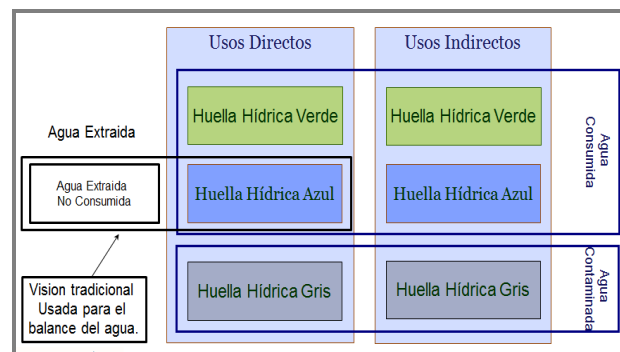 Usos Directos
Usos Indirectos
Huella Hídrica Verde
Huella Hídrica Verde
Agua
Consumida
Agua Extraida
Agua Extraida
No Consumida
Huella Hídrica Azul
Huella Hídrica Azul
Vision tradicional
Usada para el
balance del agua.
Huella Hídrica Gris
Huella Hídrica Gris
Agua
Contaminada